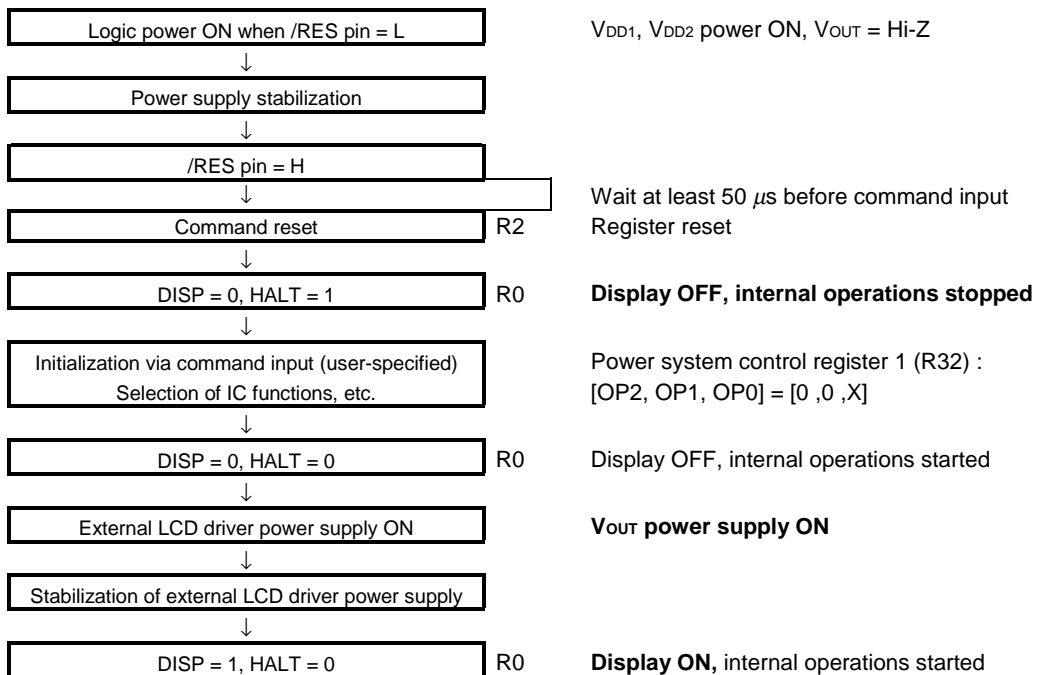 Logic power ON when /RES pin = L VDD1, VDD2 power ON, VOUT = Hi-Z
↓
Power supply stabilization
↓
/RES pin = H
↓ Wait at least 50 µs before command input
Command reset R2 Register reset
↓
DISP = 0, HALT = 1 R0 Display OFF, internal operations stopped
↓
Initialization via command input (user-specified) Power system control register 1 (R32) :
Selection of IC functions, etc. [OP2, OP1, OP0] = [0 ,0 ,X]
↓
DISP = 0, HALT = 0 R0 Display OFF, internal operations started
↓
External LCD driver power supply ON VOUT power supply ON
↓
Stabilization of external LCD driver power supply
↓
DISP = 1, HALT = 0 R0 Display ON, internal operations started